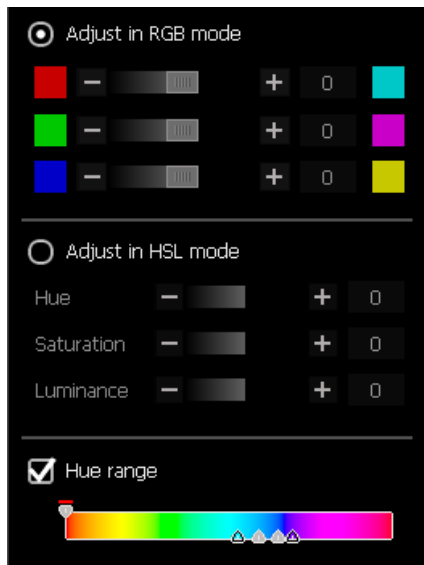 Adjust in RGB mode
0
0
0
Adjust in HSL mode
Hue 0
Saturation 0
Luminance 0
Hue range